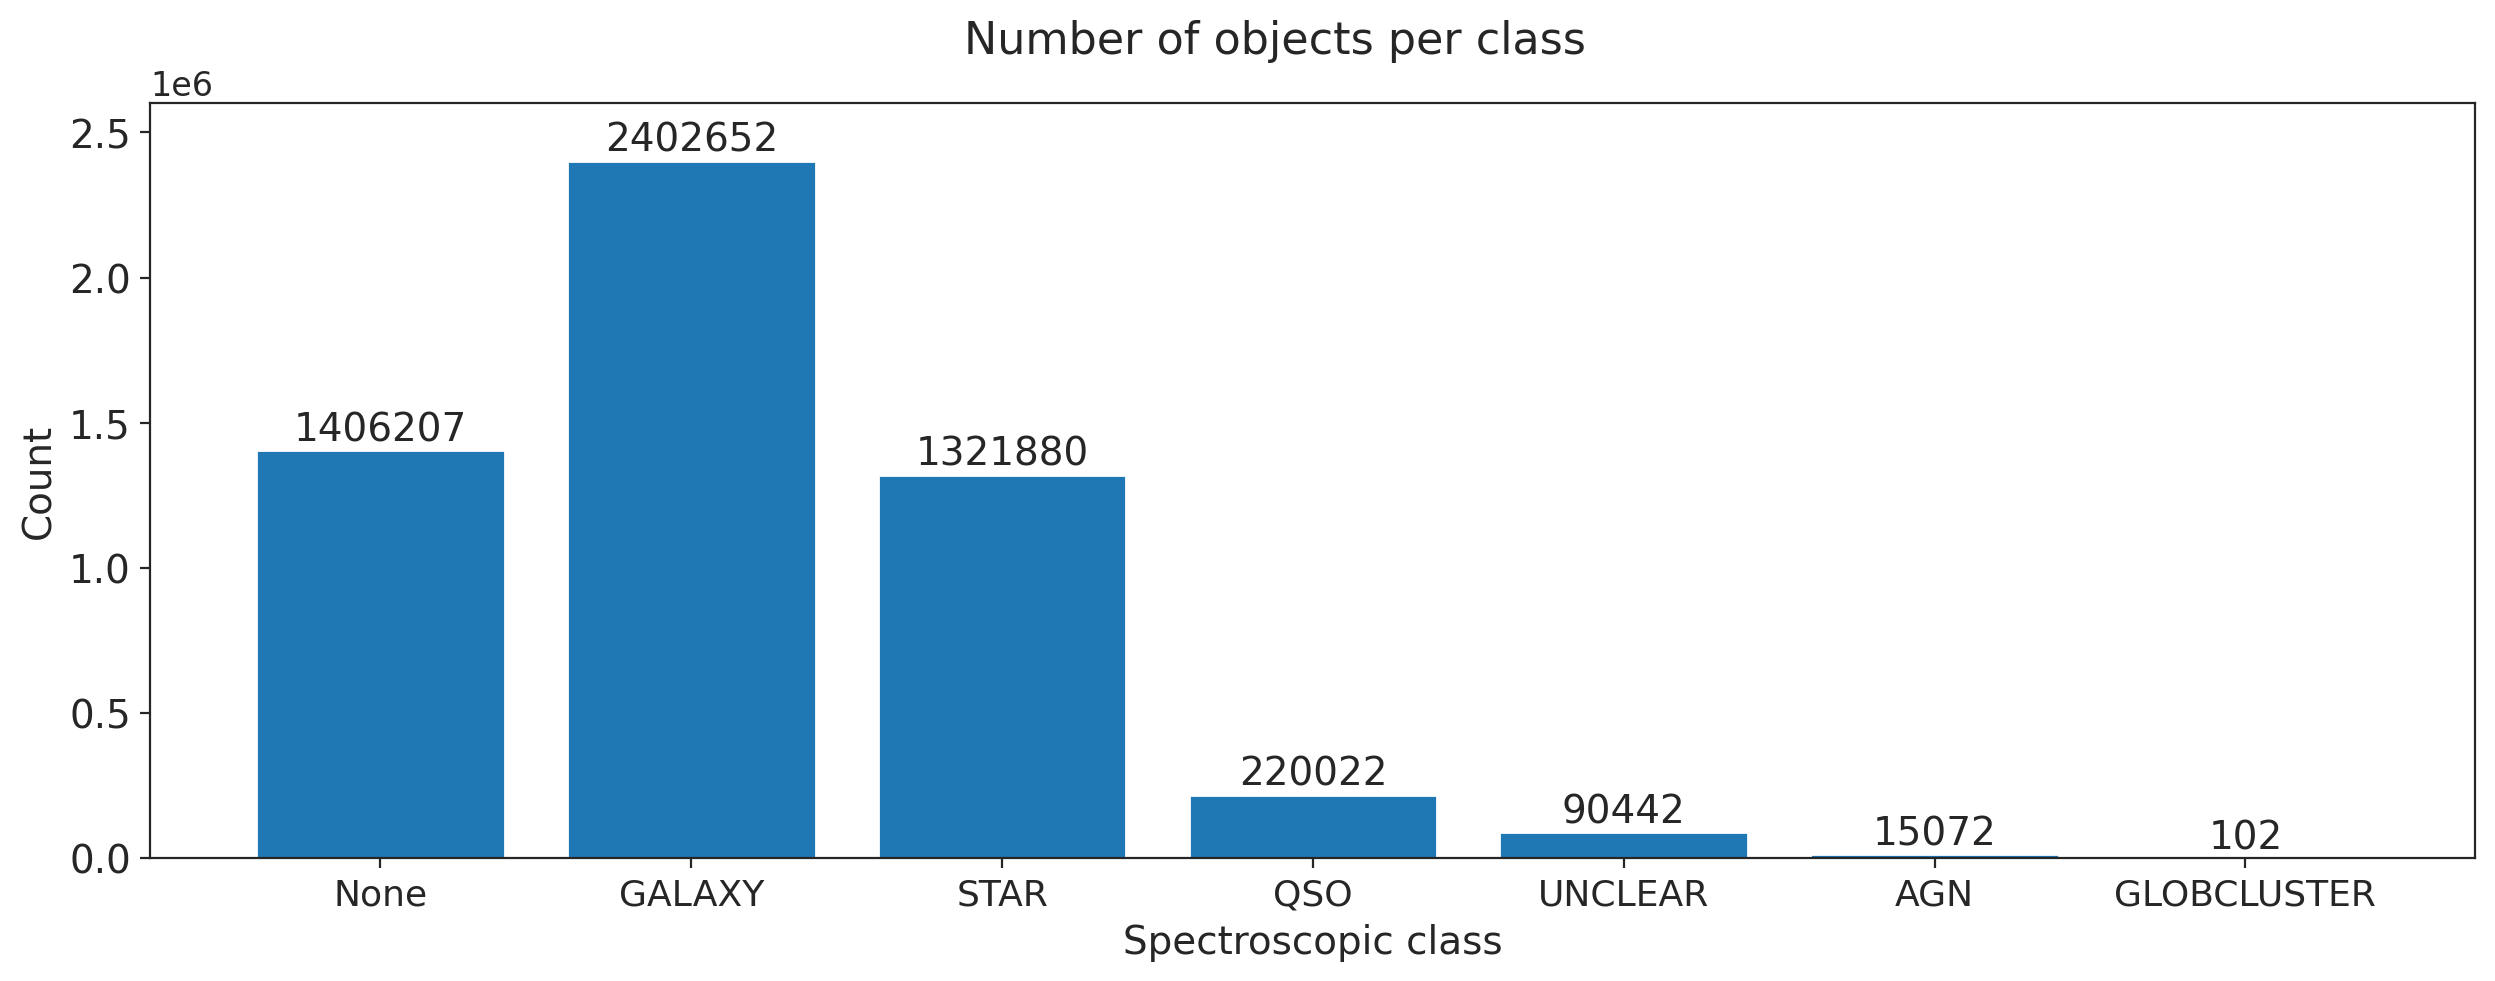 Number of objects per class
1e6
2.5
2.0
1.5
1.0
0.5
0.0
Count
1406207
2402652
1321880
220022
90442
15072
102
None
GALAXY
STAR
QSO
UNCLEAR
AGN
GLOBCLUSTER
Spectroscopic class